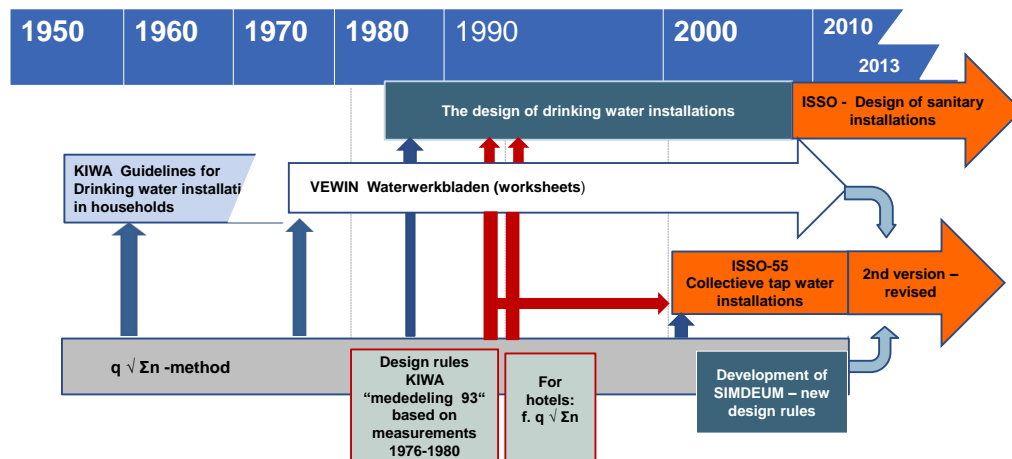 1950
1960
1970
1980
1990
2000
2010
2013
The design of drinking water installations
ISSO - Design of sanitary
installations
KIWA Guidelines for
Drinking water installati
in households
VEWIN Waterwerkbladen (worksheets)
ISSO-55
Collectieve tap water
installations
2nd version –
revised
q √ Σn -method
Design rules
KIWA
“mededeling 93“
based on
measurements
1976-1980
For
hotels:
f. q √ Σn
Development of
SIMDEUM – new
design rules